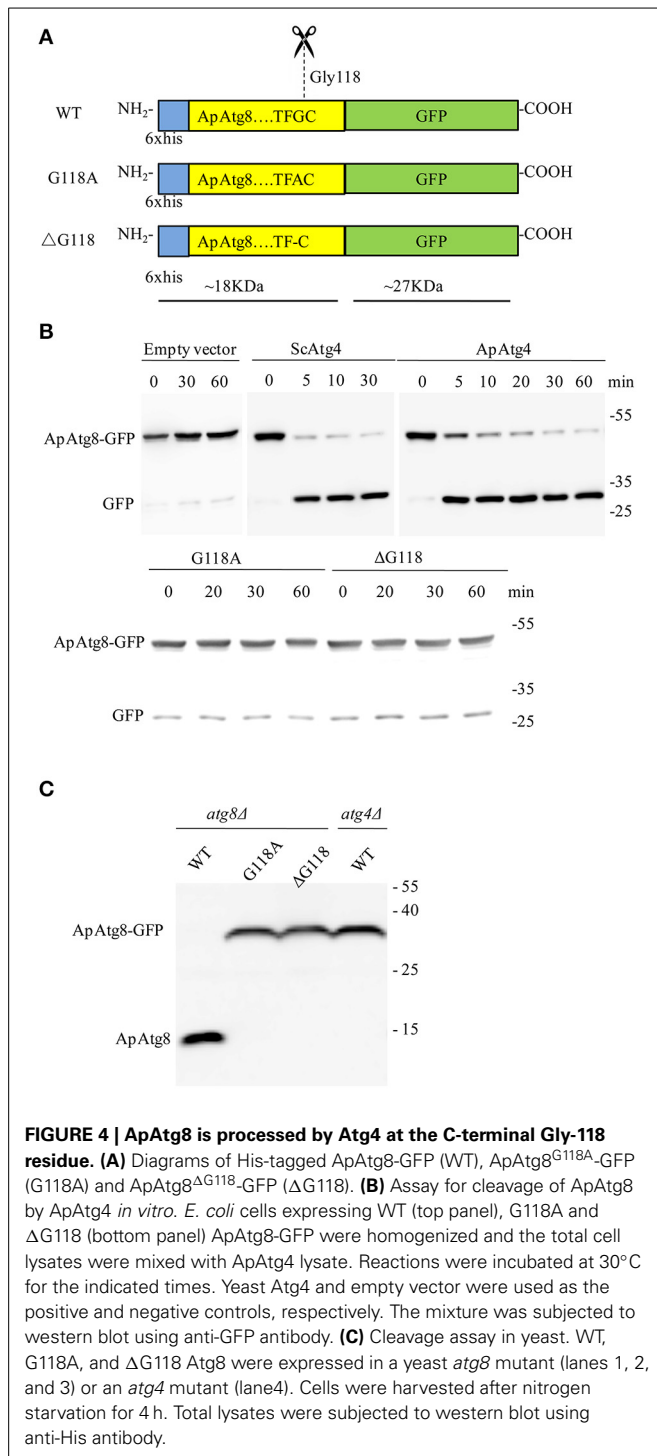 A
Gly118
WT NH2- ApAtg8....TFGC GFP -COOH
6xhis
G118A NH2- ApAtg8....TFAC GFP -COOH
6xhis
△G118 NH2- ApAtg8....TF-C GFP -COOH
6xhis
~18KDa ~27KDa
B
Empty vector ScAtg4 ApAtg4
0 30 60 0 5 10 30 0 5 10 20 30 60 min
-55
ApAtg8-GFP
-35
GFP
-25
G118A ΔG118
0 20 30 60 0 20 30 60 min
-55
ApAtg8-GFP
-35
GFP
-25
C
atg8Δ atg4Δ
WT G118A ΔG118 WT
- 55
- 40
ApAtg8-GFP
- 25
- 15
ApAtg8
FIGURE 4 | ApAtg8 is processed by Atg4 at the C-terminal Gly-118
residue. (A) Diagrams of His-tagged ApAtg8-GFP (WT), ApAtg8G118A-GFP
(G118A) and ApAtg8ΔG118-GFP (ΔG118). (B) Assay for cleavage of ApAtg8
by ApAtg4 in vitro. E. coli cells expressing WT (top panel), G118A and
ΔG118 (bottom panel) ApAtg8-GFP were homogenized and the total cell
lysates were mixed with ApAtg4 lysate. Reactions were incubated at 30°C
for the indicated times. Yeast Atg4 and empty vector were used as the
positive and negative controls, respectively. The mixture was subjected to
western blot using anti-GFP antibody. (C) Cleavage assay in yeast. WT,
G118A, and ΔG118 Atg8 were expressed in a yeast atg8 mutant (lanes 1, 2,
and 3) or an atg4 mutant (lane4). Cells were harvested after nitrogen
starvation for 4 h. Total lysates were subjected to western blot using
anti-His antibody.